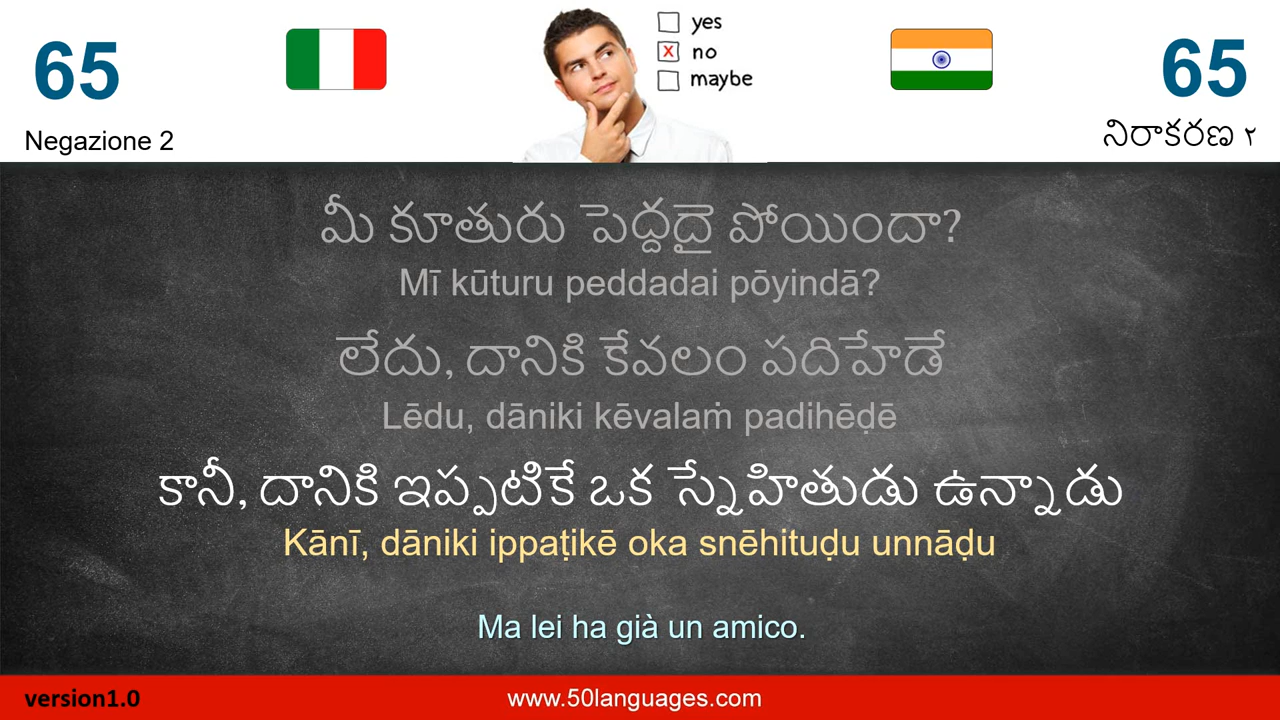 65
65
yes
no
maybe
Negazione 2
నిరాకరణ ౨
మీ కూతురు పెద్దదై పోయిందా?
Mī kūturu peddadai pōyindā?
లేదు, దానికి కేవలం పదిహేడే
Lēdu, dāniki kēvalaṁ padihēḍē
కానీ, దానికి ఇప్పటికే ఒక స్నేహితుడు ఉన్నాడు
Kānī, dāniki ippaṭikē oka snēhituḍu unnāḍu
Ma lei ha già un amico.
version1.0
www.50languages.com